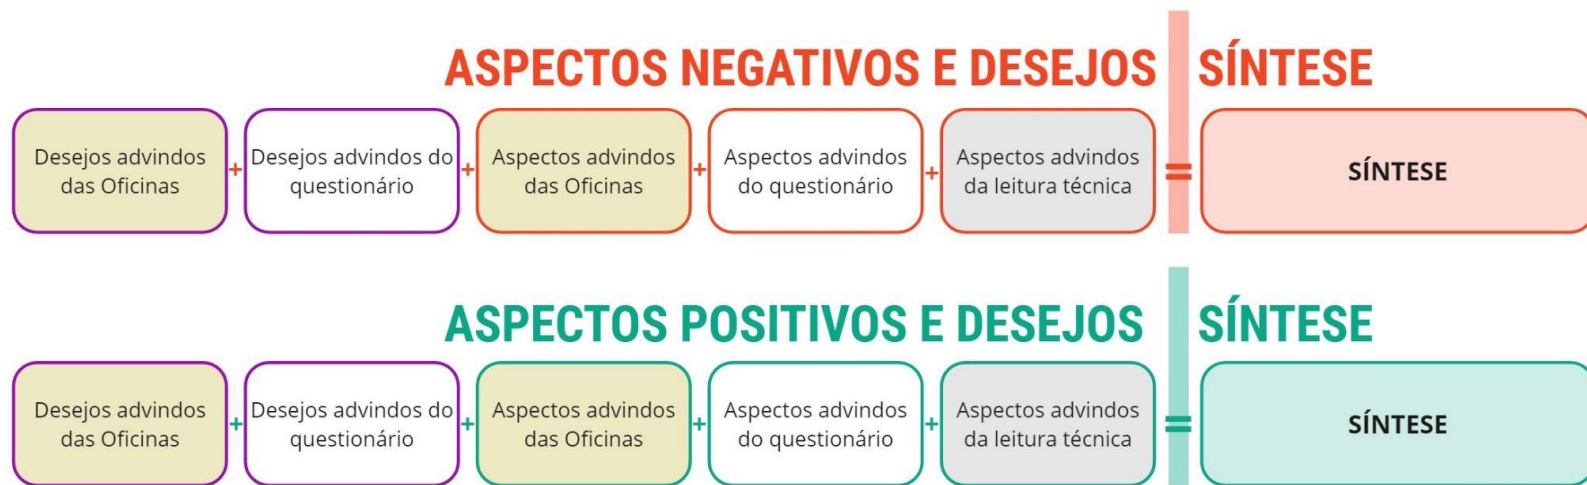 ASPECTOS NEGATIVOS E DESEJOS SÍNTESE
Desejos advindos
das Oficinas
+
Desejos advindos do
questionário
+
Aspectos advindos
das Oficinas
+
Aspectos advindos
do questionário
+
Aspectos advindos
da leitura técnica
=
SÍNTESE
ASPECTOS POSITIVOS E DESEJOS SÍNTESE
Desejos advindos
das Oficinas
+
Desejos advindos do
questionário
+
Aspectos advindos
das Oficinas
+
Aspectos advindos
do questionário
+
Aspectos advindos
da leitura técnica
=
SÍNTESE